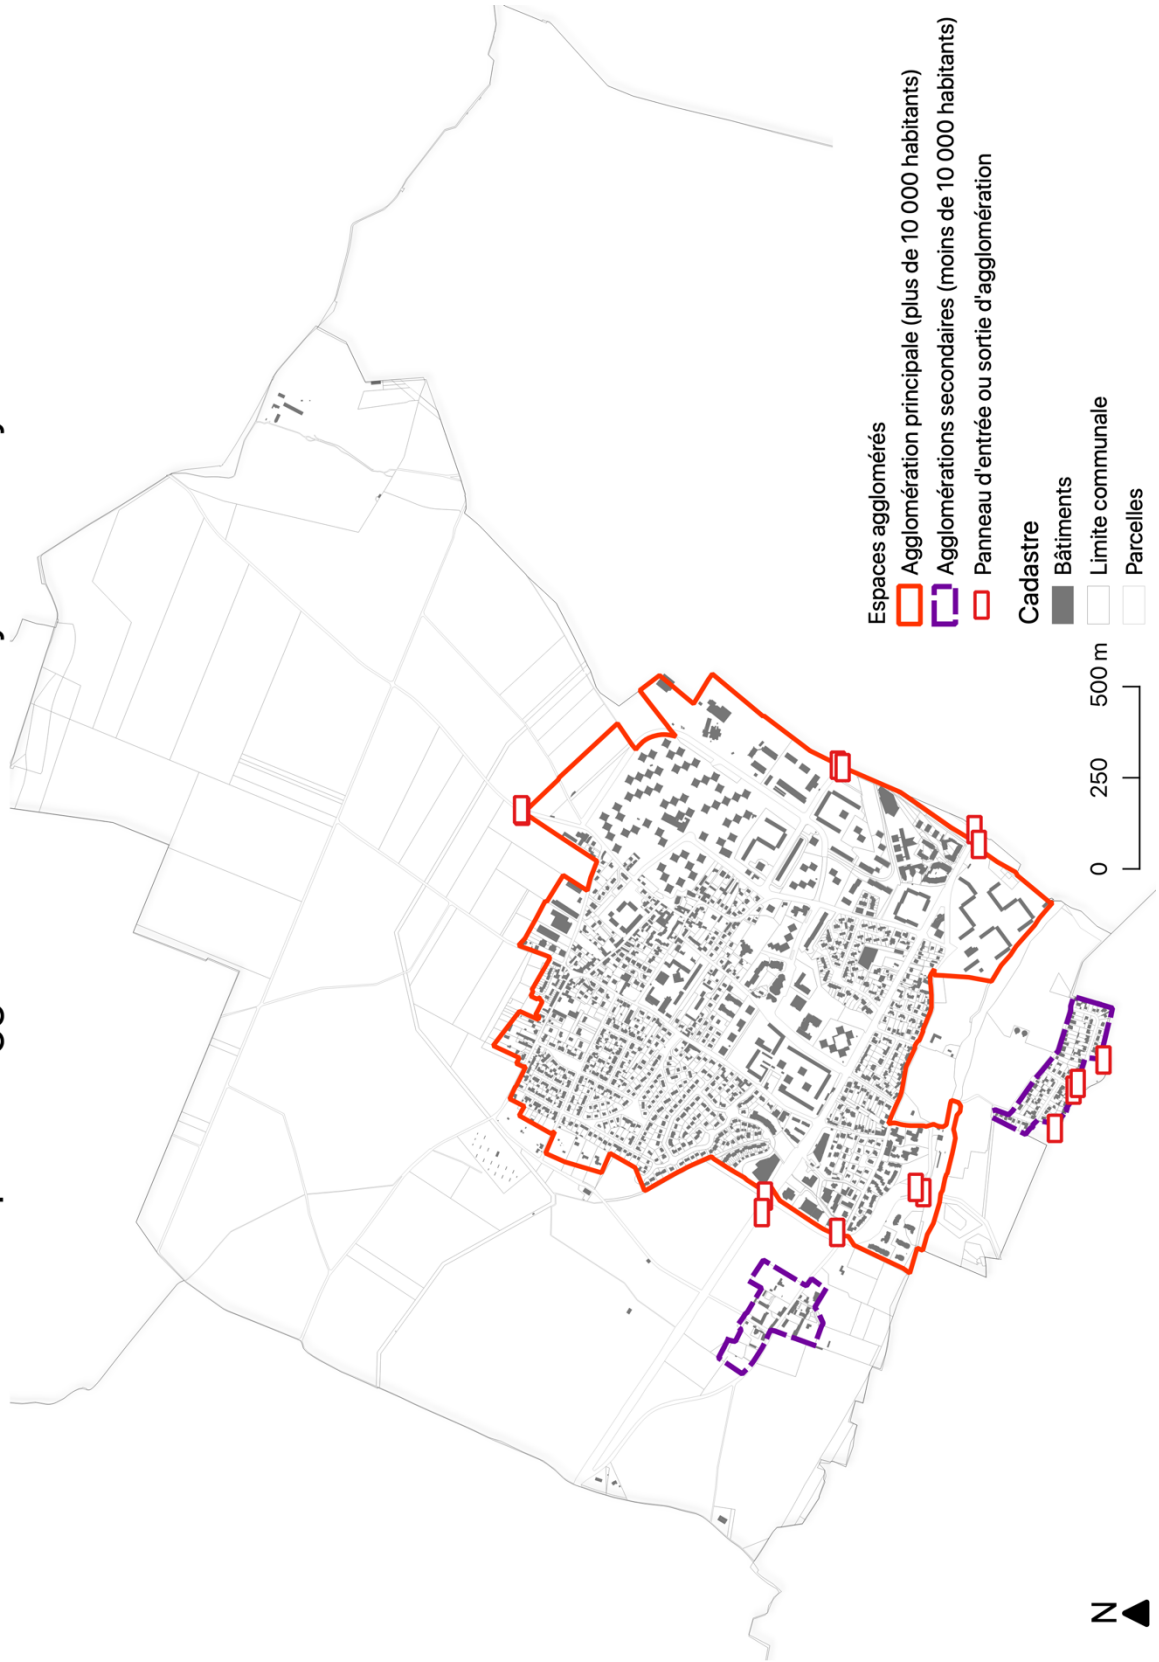 Espaces agglomérés
Agglomération principale (plus de 10 000 habitants)
Agglomérations secondaires (moins de 10 000 habitants)
Panneau d'entrée ou sortie d'agglomération
Cadastre
Bâtiments
Limite communale
Parcelles
0 250 500 m
N